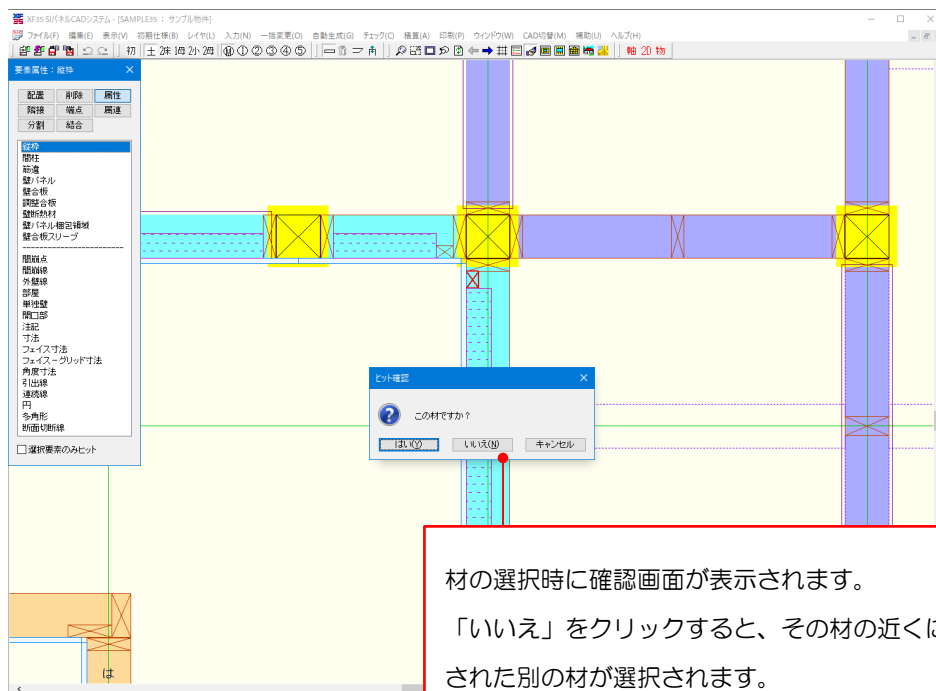 XF3S SI/パネルCADシステム - [SAMPLE3S : サンプル物件]
ファイル(F) 編集(E) 表示(V) 初期仕様(B) レイヤ(L) 入力(N) 一括変更(O) 自動生成(G) チェック(C) 積算(A) 印刷(P) ウインドウ(W) CAD切替(M) 補助(U) ヘルプ(H)
初 土 2床 1母 2小 2母 ⓪ ① ② ③ ④ ⑤ 軸 2D 物
要素属性：縦枠
配置 削除 属性
隣接 端点 属連
分割 結合
縦枠
間柱
筋違
壁パネル
壁合板
調整合板
壁断熱材
壁パネル梱包領域
壁合板スリーブ
間崩点
間崩線
外壁線
部屋
単独壁
開口部
注記
寸法
フェイス寸法
フェイス－グリッド寸法
角度寸法
引出線
連続線
円
多角形
断面切断線
選択要素のみヒット
ヒット確認
この材ですか？
はい(Y) いいえ(N) キャンセル
材の選択時に確認画面が表示されます。
「いいえ」をクリックすると、その材の近くに
された別の材が選択されます。
は